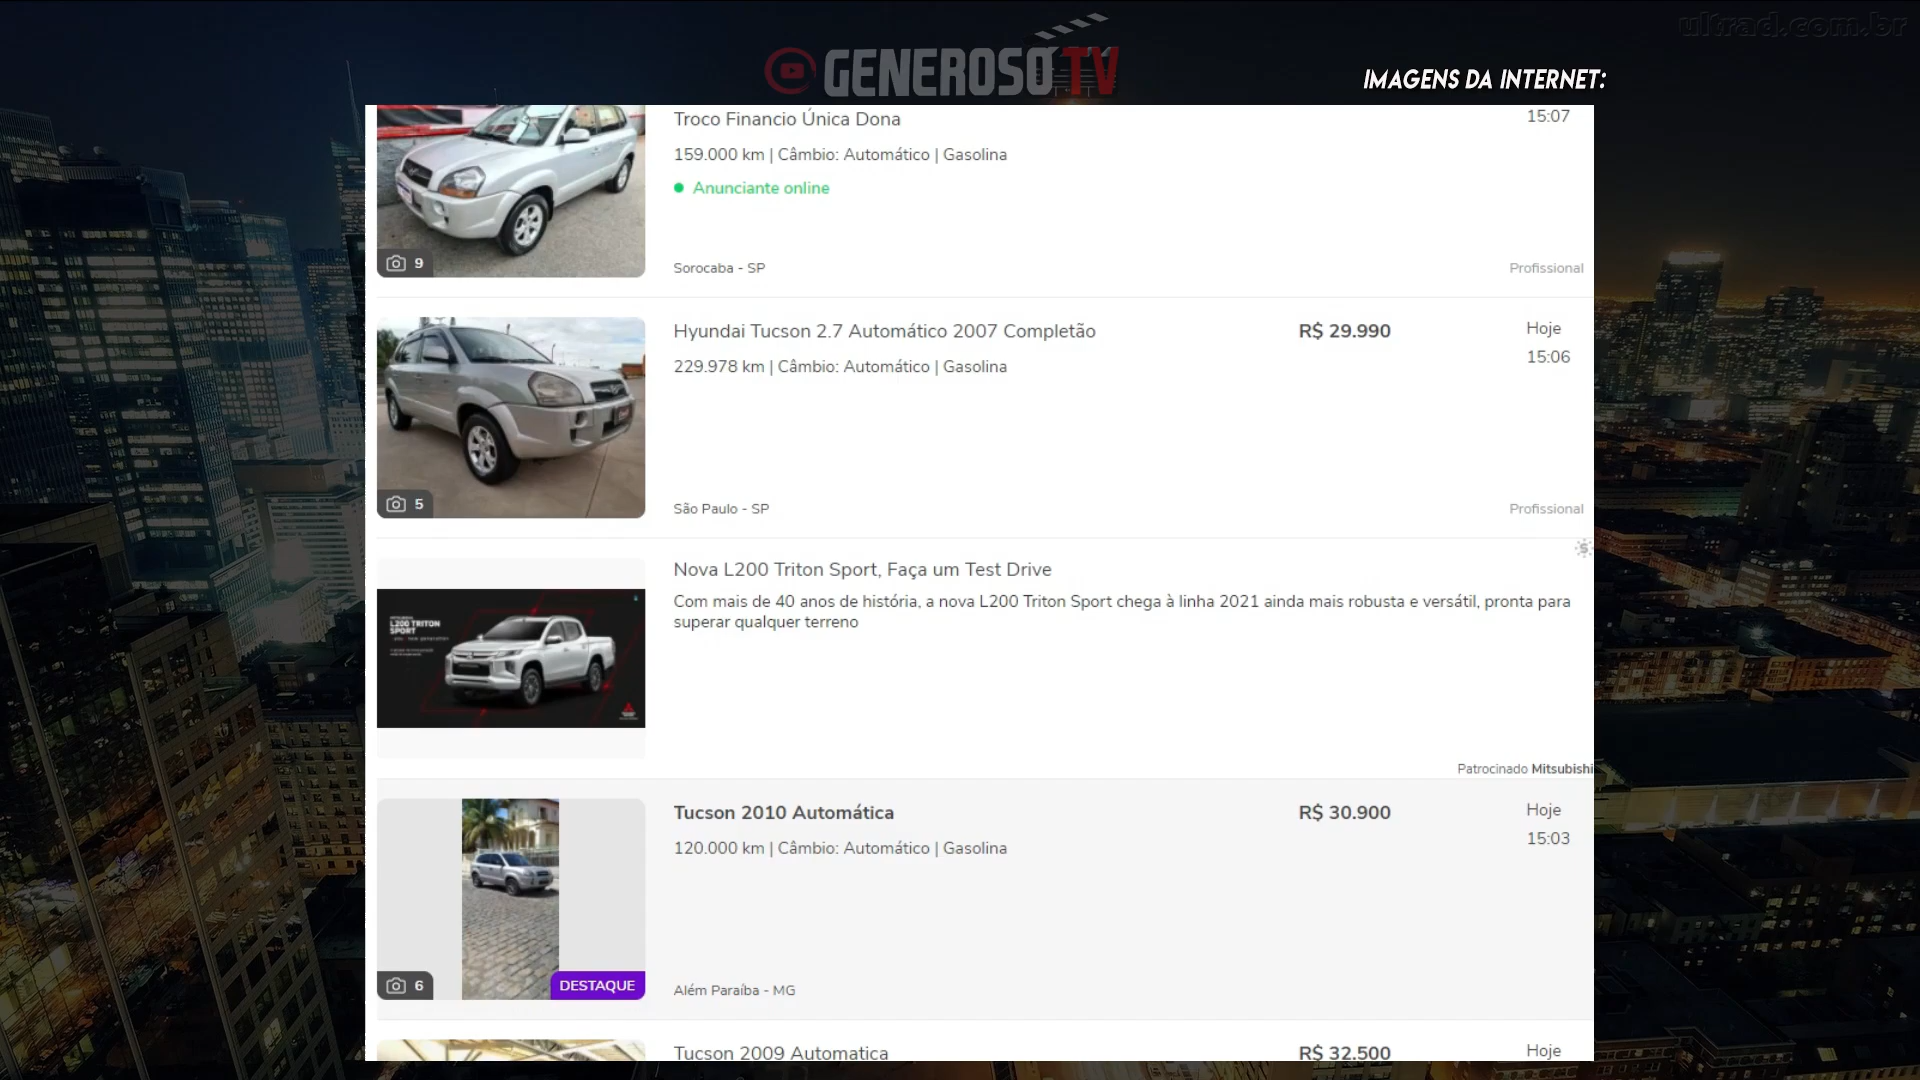 ultrad.com.br
GENEROSO TV
IMAGENS DA INTERNET:
Troco Financio Única Dona
15:07
159.000 km | Câmbio: Automático | Gasolina
Anunciante online
9
Sorocaba - SP
Profissional
Hyundai Tucson 2.7 Automático 2007 Completão
R$ 29.990
Hoje
15:06
229.978 km | Câmbio: Automático | Gasolina
5
São Paulo - SP
Profissional
Nova L200 Triton Sport, Faça um Test Drive
Com mais de 40 anos de história, a nova L200 Triton Sport chega à linha 2021 ainda mais robusta e versátil, pronta para
superar qualquer terreno
L200 TRITON
SPORT
Patrocinado Mitsubishi
Tucson 2010 Automática
R$ 30.900
Hoje
15:03
120.000 km | Câmbio: Automático | Gasolina
6
DESTAQUE
Além Paraíba - MG
Tucson 2009 Automatica
R$ 32.500
Hoje